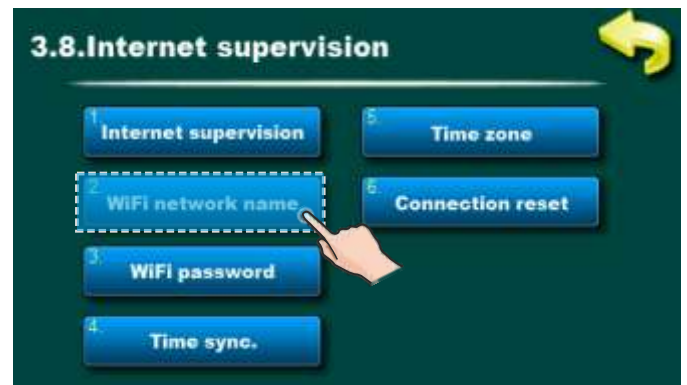 3.8.Internet supervision
1.
Internet supervision
2.
WiFi network name
3.
WiFi password
4.
Time sync.
5.
Time zone
6.
Connection reset